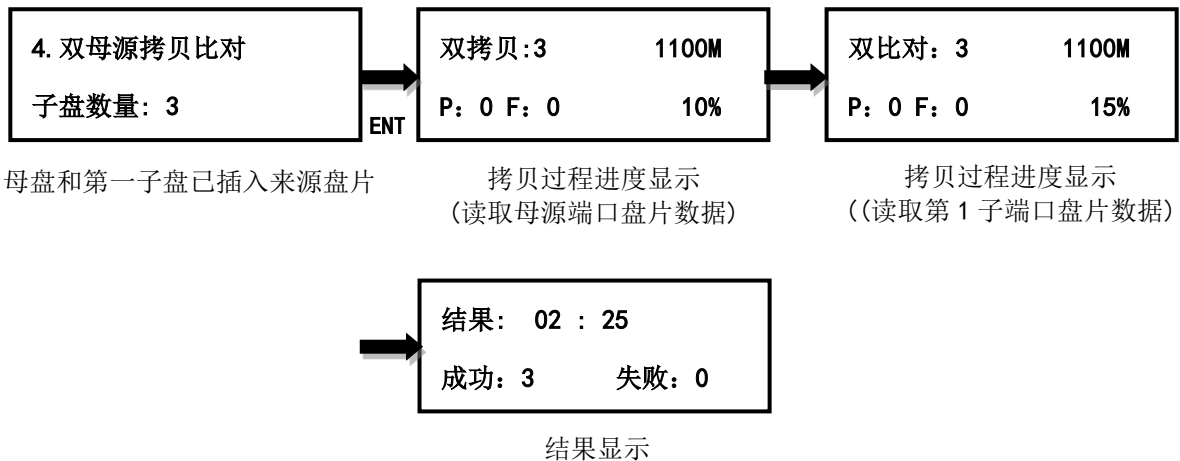 4.双母源拷贝比对
子盘数量: 3
ENT
母盘和第一子盘已插入来源盘片
双拷贝:3 1100M
P: 0 F: 0 10%
拷贝过程进度显示
(读取母源端口盘片数据)
双比对: 3 1100M
P: 0 F: 0 15%
拷贝过程进度显示
((读取第 1 子端口盘片数据)
结果: 02 : 25
成功: 3 失败: 0
结果显示